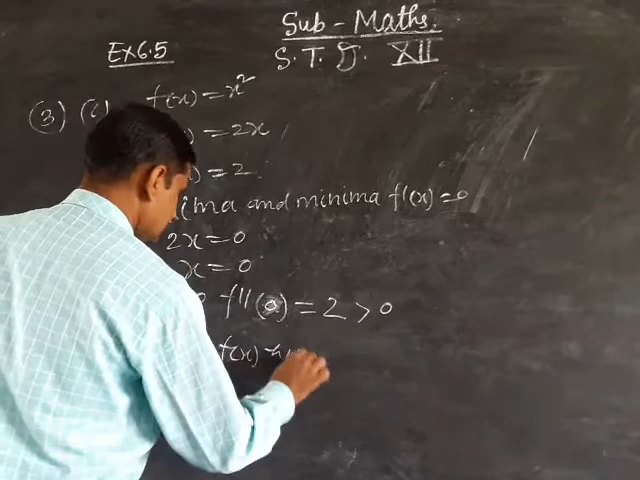 Sub - Maths.
Ex 6.5
S.T.D. XII
(3) (i) f(x) = x²
) = 2x
) = 2.
ima and minima f'(x) = 0
2x = 0
x = 0
f''(0) = 2 > 0
f(x)